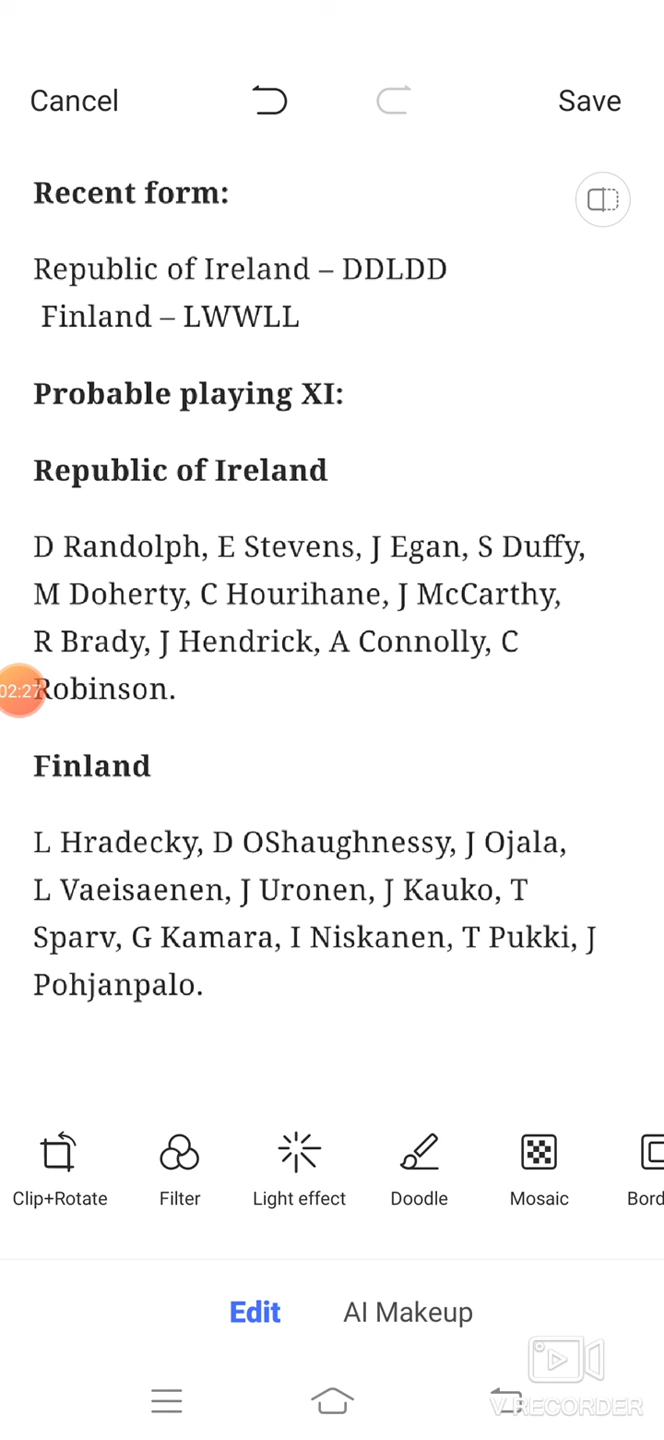 Cancel
Save
Recent form:
Republic of Ireland – DDLDD
Finland – LWWLL
Probable playing XI:
Republic of Ireland
D Randolph, E Stevens, J Egan, S Duffy,
M Doherty, C Hourihane, J McCarthy,
R Brady, J Hendrick, A Connolly, C
02:27
Robinson.
Finland
L Hradecky, D OShaughnessy, J Ojala,
L Vaeisaenen, J Uronen, J Kauko, T
Sparv, G Kamara, I Niskanen, T Pukki, J
Pohjanpalo.
Clip+Rotate
Filter
Light effect
Doodle
Mosaic
Bord
Edit
AI Makeup
V RECORDER